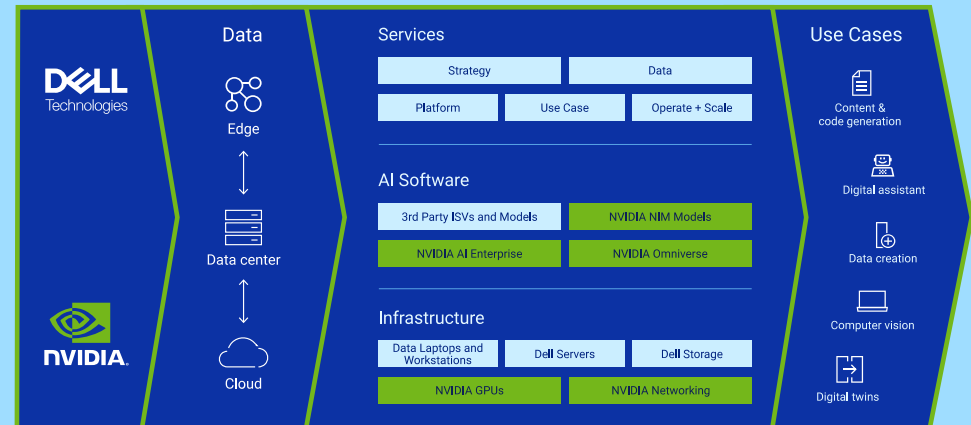 DELL
Technologies
NVIDIA.
Data
Edge
Data center
Cloud
Services
Strategy
Data
Platform
Use Case
Operate + Scale
AI Software
3rd Party ISVs and Models
NVIDIA NIM Models
NVIDIA AI Enterprise
NVIDIA Omniverse
Infrastructure
Data Laptops and
Workstations
Dell Servers
Dell Storage
NVIDIA GPUs
NVIDIA Networking
Use Cases
Content &
code generation
Digital assistant
Data creation
Computer vision
Digital twins